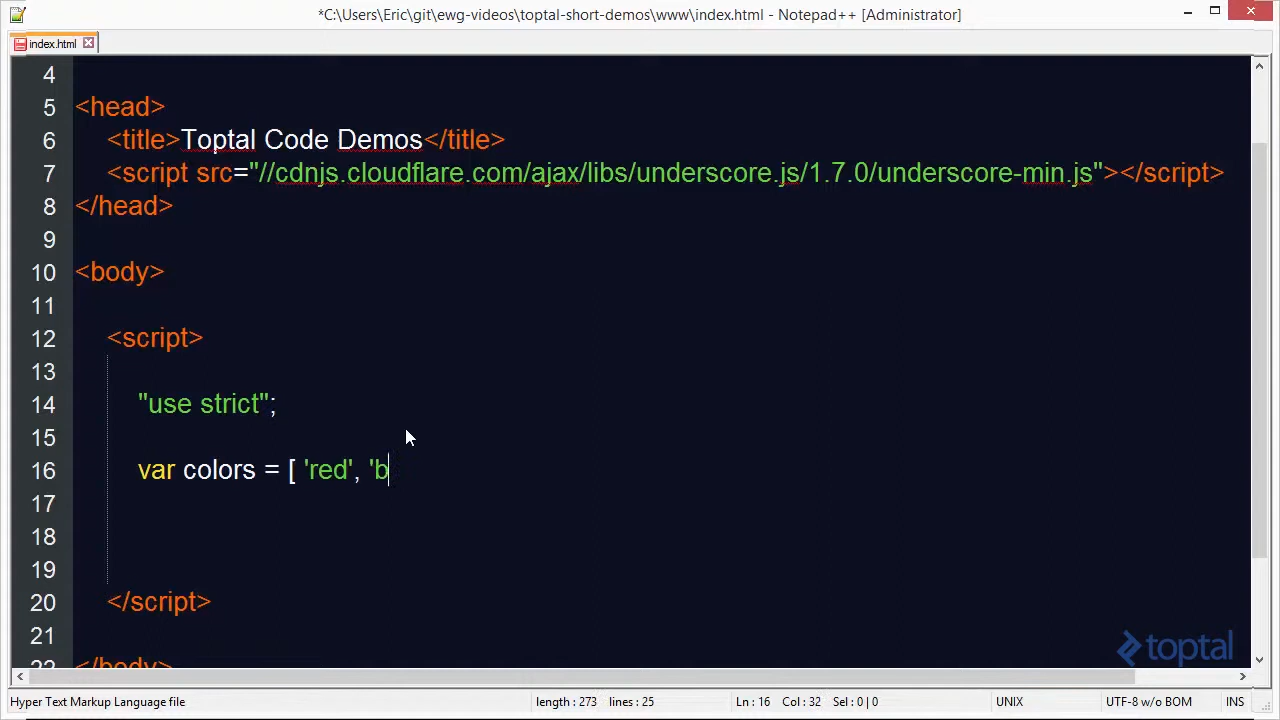 *C:\Users\Eric\git\ewg-videos\toptal-short-demos\www\index.html - Notepad++ [Administrator]
index.html
4
5 <head>
6 <title>Toptal Code Demos</title>
7 <script src="//cdnjs.cloudflare.com/ajax/libs/underscore.js/1.7.0/underscore-min.js"></script>
8 </head>
9
10 <body>
11
12 <script>
13
14 "use strict";
15
16 var colors = [ 'red', 'b
17
18
19
20 </script>
21
22 </body>
toptal
Hyper Text Markup Language file length : 273 lines : 25 Ln : 16 Col : 32 Sel : 0 | 0 UNIX UTF-8 w/o BOM INS